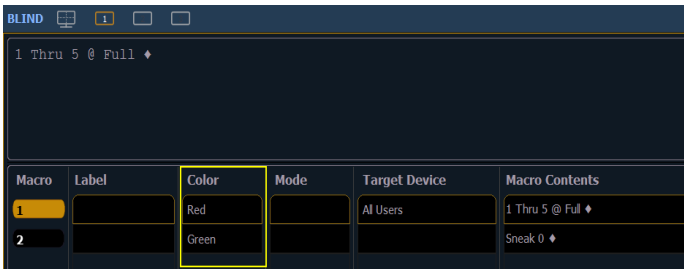 BLIND 1
1 Thru 5 @ Full ♦
Macro Label Color Mode Target Device Macro Contents
1 Red All Users 1 Thru 5 @ Full ♦
2 Green Sneak 0 ♦